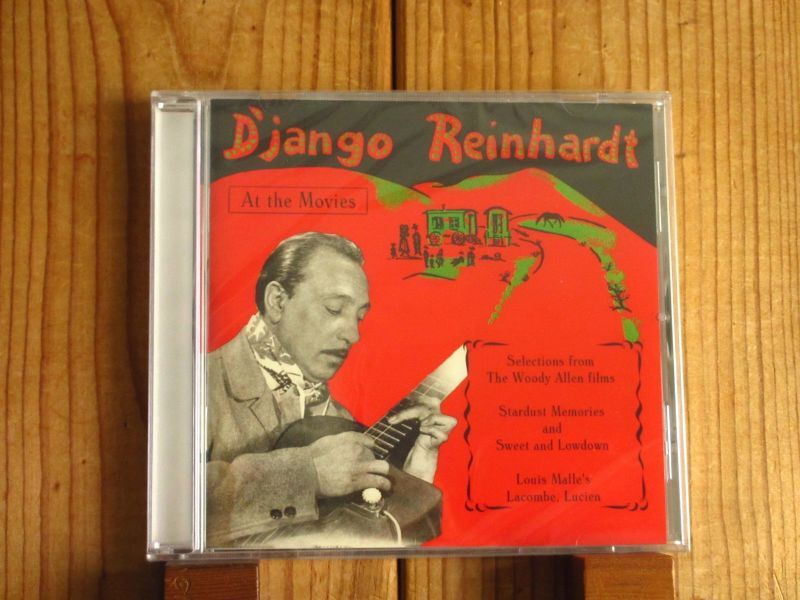 D'jango Reinhardt
At the Movies
Selections from
The Woody Allen films
Stardust Memories
and
Sweet and Lowdown
Louis Malle's
Lacombe, Lucien